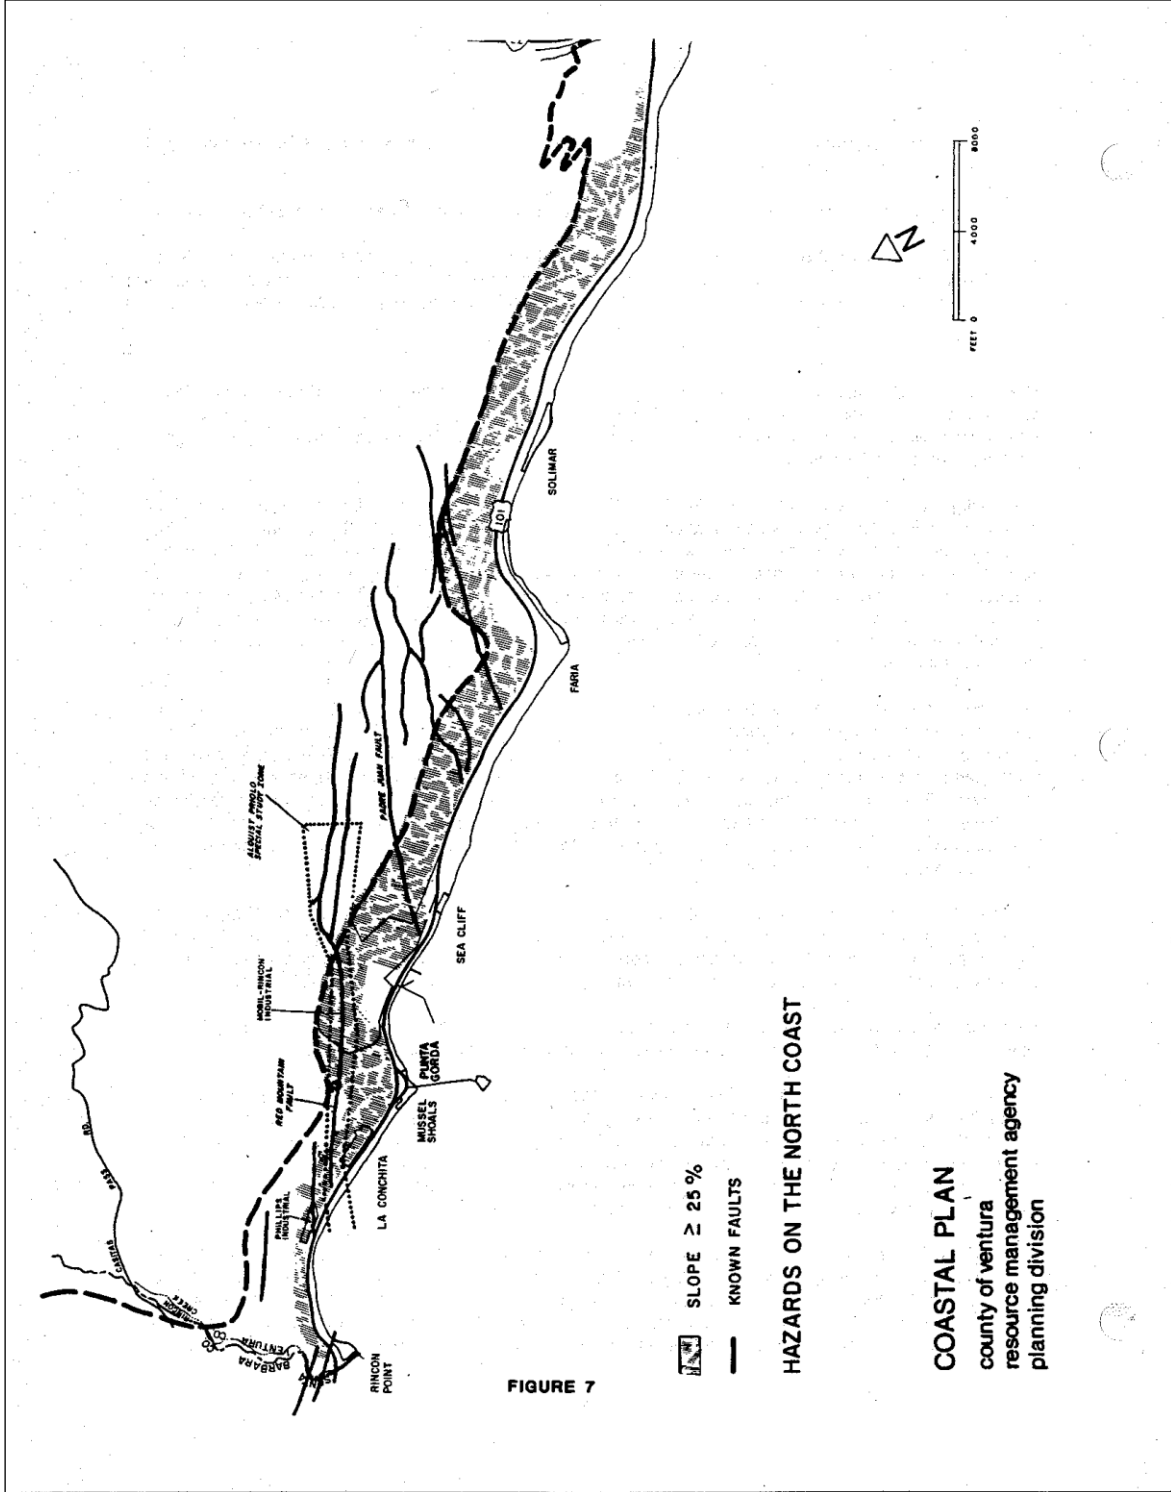 ALQUIST PRIOLO
SPECIAL STUDY ZONE
MOBIL-RINCON
INDUSTRIAL
RED MOUNTAIN
FAULT
PADRE JUAN FAULT
CASITAS PASS RD.
RINCON
CREEK
VENTURA CO.
BARBARA CO.
PHILLIPS
INDUSTRIAL
101
RINCON
POINT
LA CONCHITA
MUSSEL
SHOALS
PUNTA
GORDA
SEA CLIFF
FARIA
SOLIMAR
N
FEET 0 4000 8000
FIGURE 7
SLOPE ≥ 25%
KNOWN FAULTS
HAZARDS ON THE NORTH COAST
COASTAL PLAN
county of ventura
resource management agency
planning division